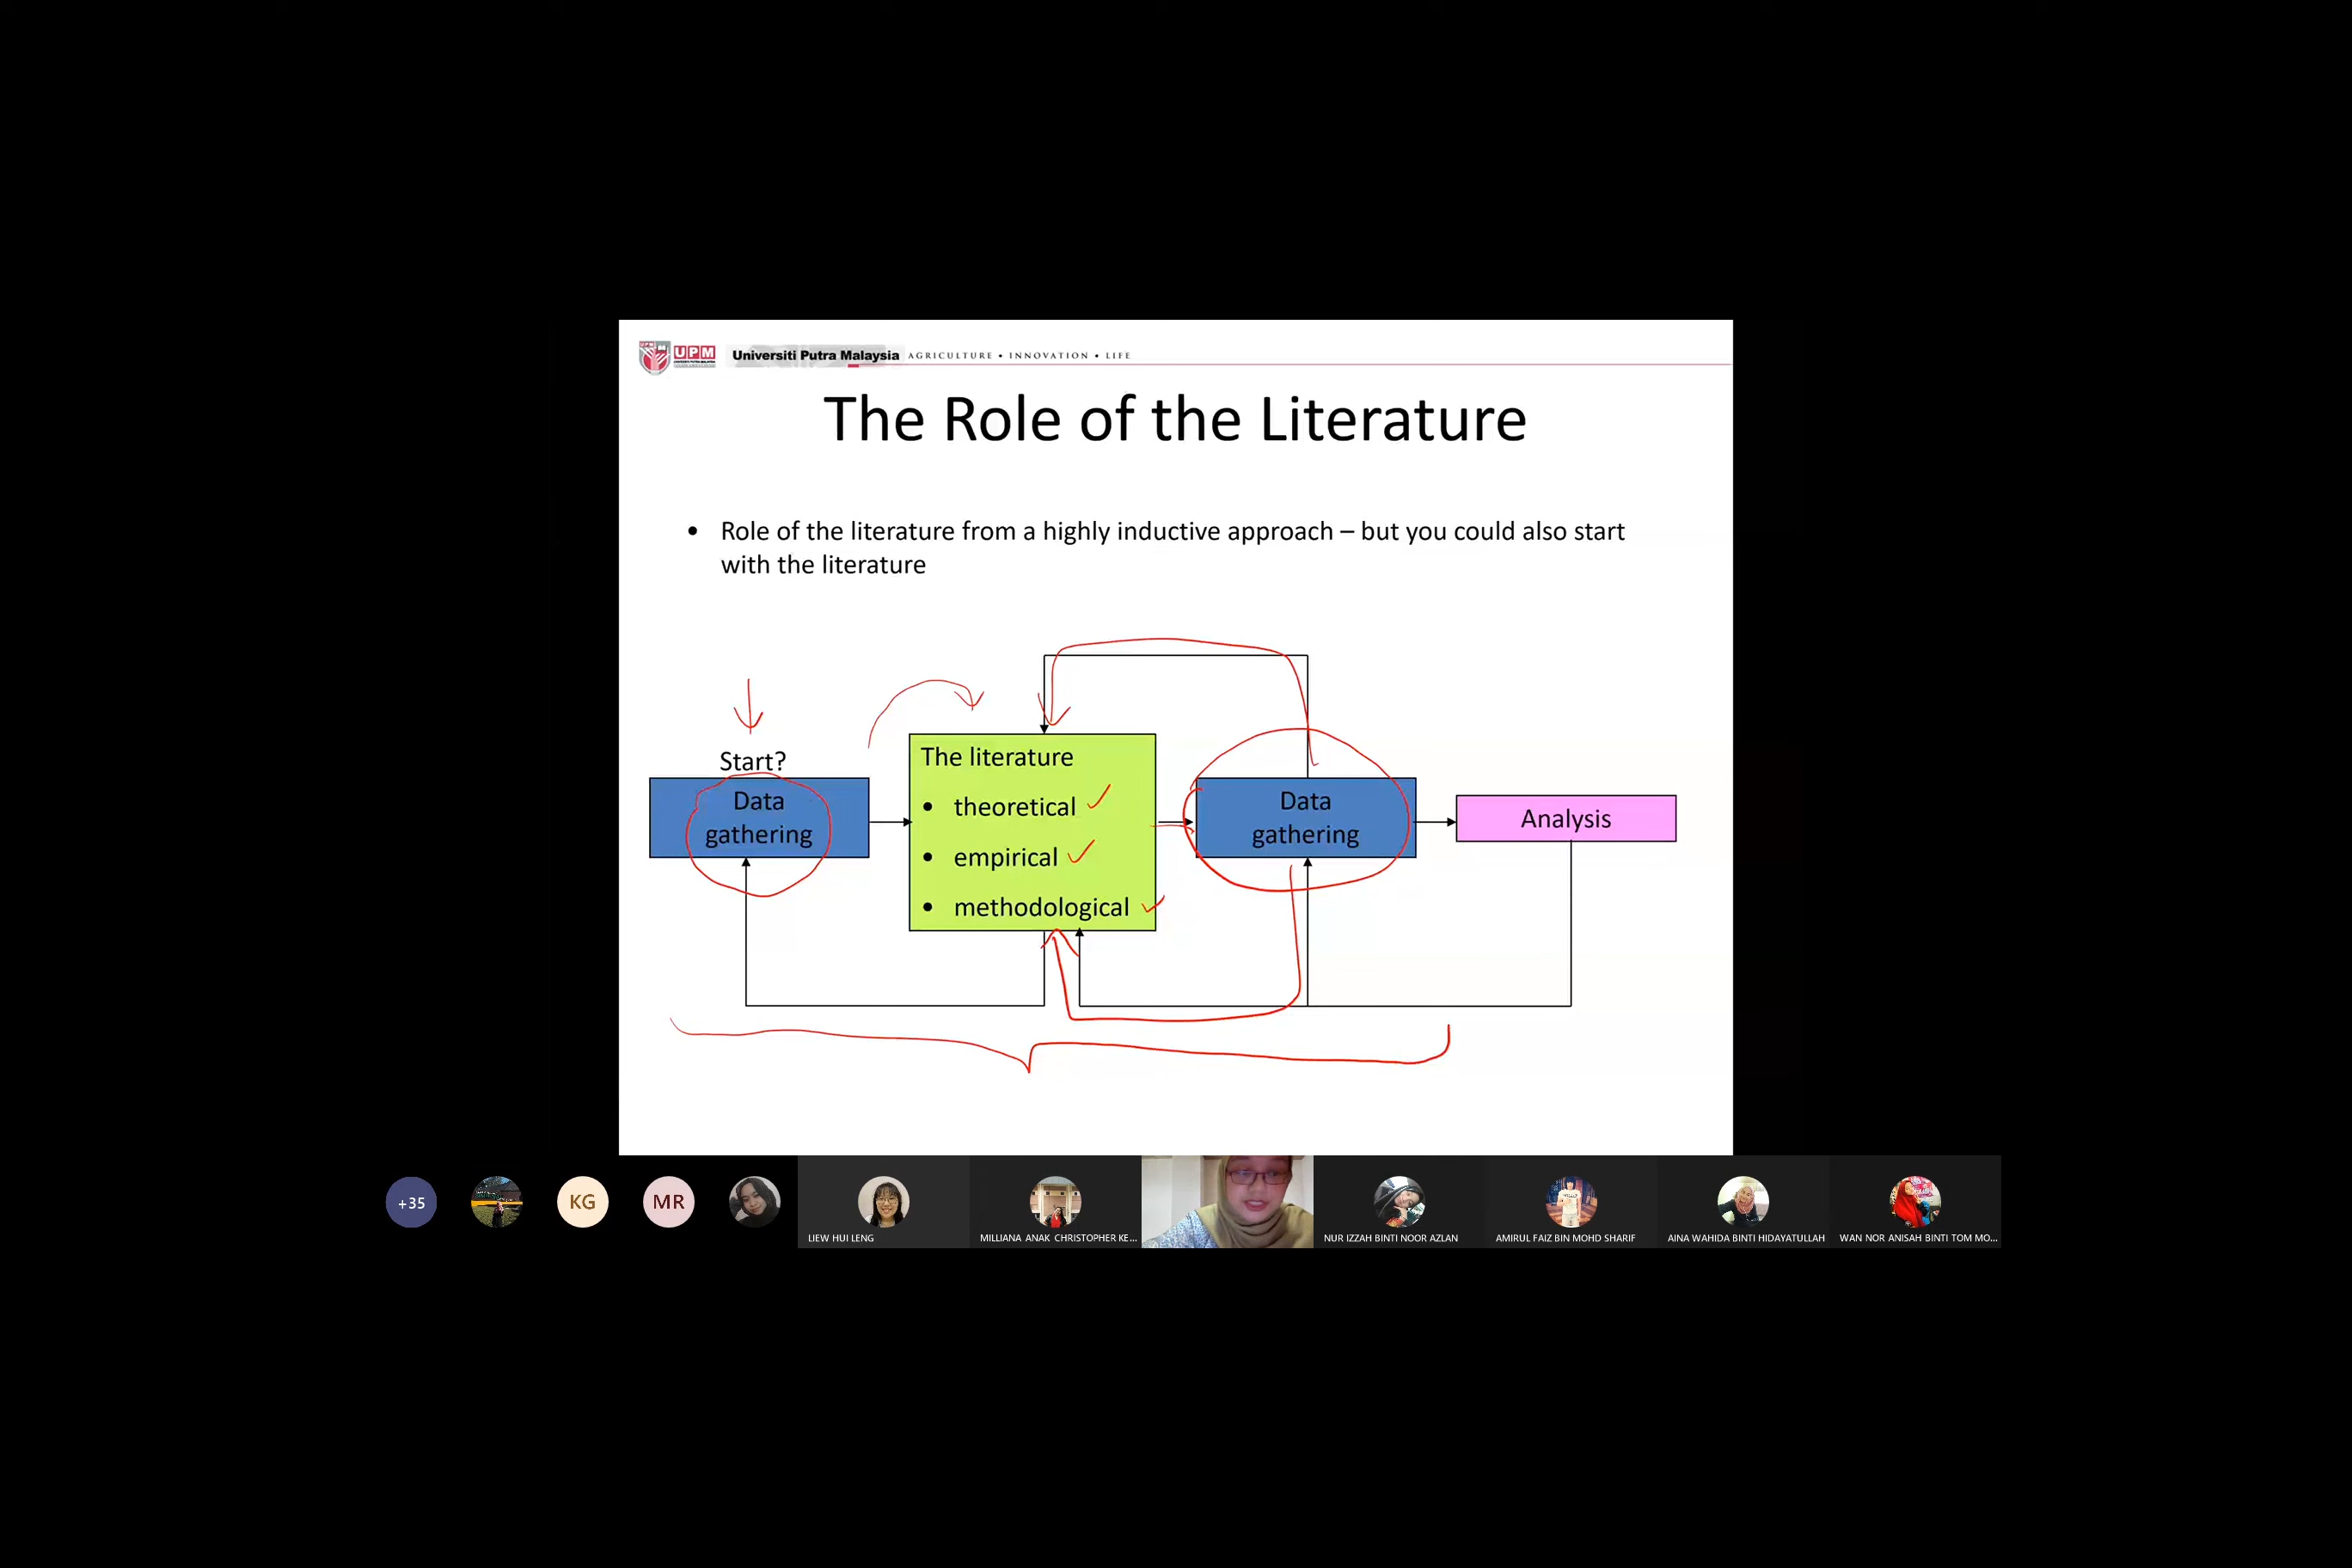 UPM
Universiti Putra Malaysia AGRICULTURE • INNOVATION • LIFE
The Role of the Literature
• Role of the literature from a highly inductive approach – but you could also start
with the literature
Start?
Data
gathering
The literature
• theoretical
• empirical
• methodological
Data
gathering
Analysis
+35
KG
MR
LIEW HUI LENG
MILLIANA ANAK CHRISTOPHER KE...
NUR IZZAH BINTI NOOR AZLAN
AMIRUL FAIZ BIN MOHD SHARIF
AINA WAHIDA BINTI HIDAYATULLAH
WAN NOR ANISAH BINTI TOM MO...